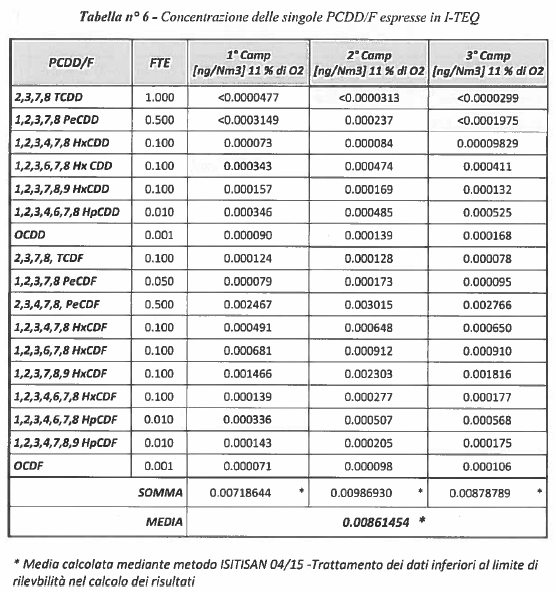 Tabella n° 6 - Concentrazione delle singole PCDD/F espresse in I-TEQ
PCDD/F FTE 1° Camp [ng/Nm3] 11 % di O2 2° Camp [ng/Nm3] 11 % di O2 3° Camp [ng/Nm3] 11 % di O2
2,3,7,8 TCDD 1.000 <0.0000477 <0.0000313 <0.0000299
1,2,3,7,8 PeCDD 0.500 <0.0003149 0.000237 <0.0001975
1,2,3,4,7,8 HxCDD 0.100 0.000073 0.000084 0.00009829
1,2,3,6,7,8 Hx CDD 0.100 0.000343 0.000474 0.000411
1,2,3,7,8,9 HxCDD 0.100 0.000157 0.000169 0.000132
1,2,3,4,6,7,8 HpCDD 0.010 0.000346 0.000485 0.000525
OCDD 0.001 0.000090 0.000139 0.000168
2,3,7,8, TCDF 0.100 0.000124 0.000128 0.000078
1,2,3,7,8 PeCDF 0.050 0.000079 0.000173 0.000095
2,3,4,7,8, PeCDF 0.500 0.002467 0.003015 0.002766
1,2,3,4,7,8 HxCDF 0.100 0.000491 0.000648 0.000650
1,2,3,6,7,8 HxCDF 0.100 0.000681 0.000912 0.000910
1,2,3,7,8,9 HxCDF 0.100 0.001466 0.002303 0.001816
1,2,3,4,6,7,8 HxCDF 0.100 0.000139 0.000277 0.000177
1,2,3,4,6,7,8 HpCDF 0.010 0.000336 0.000507 0.000568
1,2,3,4,7,8,9 HpCDF 0.010 0.000143 0.000205 0.000175
OCDF 0.001 0.000071 0.000098 0.000106
SOMMA 0.00718644 * 0.00986930 * 0.00878789 *
MEDIA 0.00861454 *
* Media calcolata mediante metodo ISITISAN 04/15 -Trattamento dei dati inferiori al limite di
rilevbilità nel calcolo dei risultati